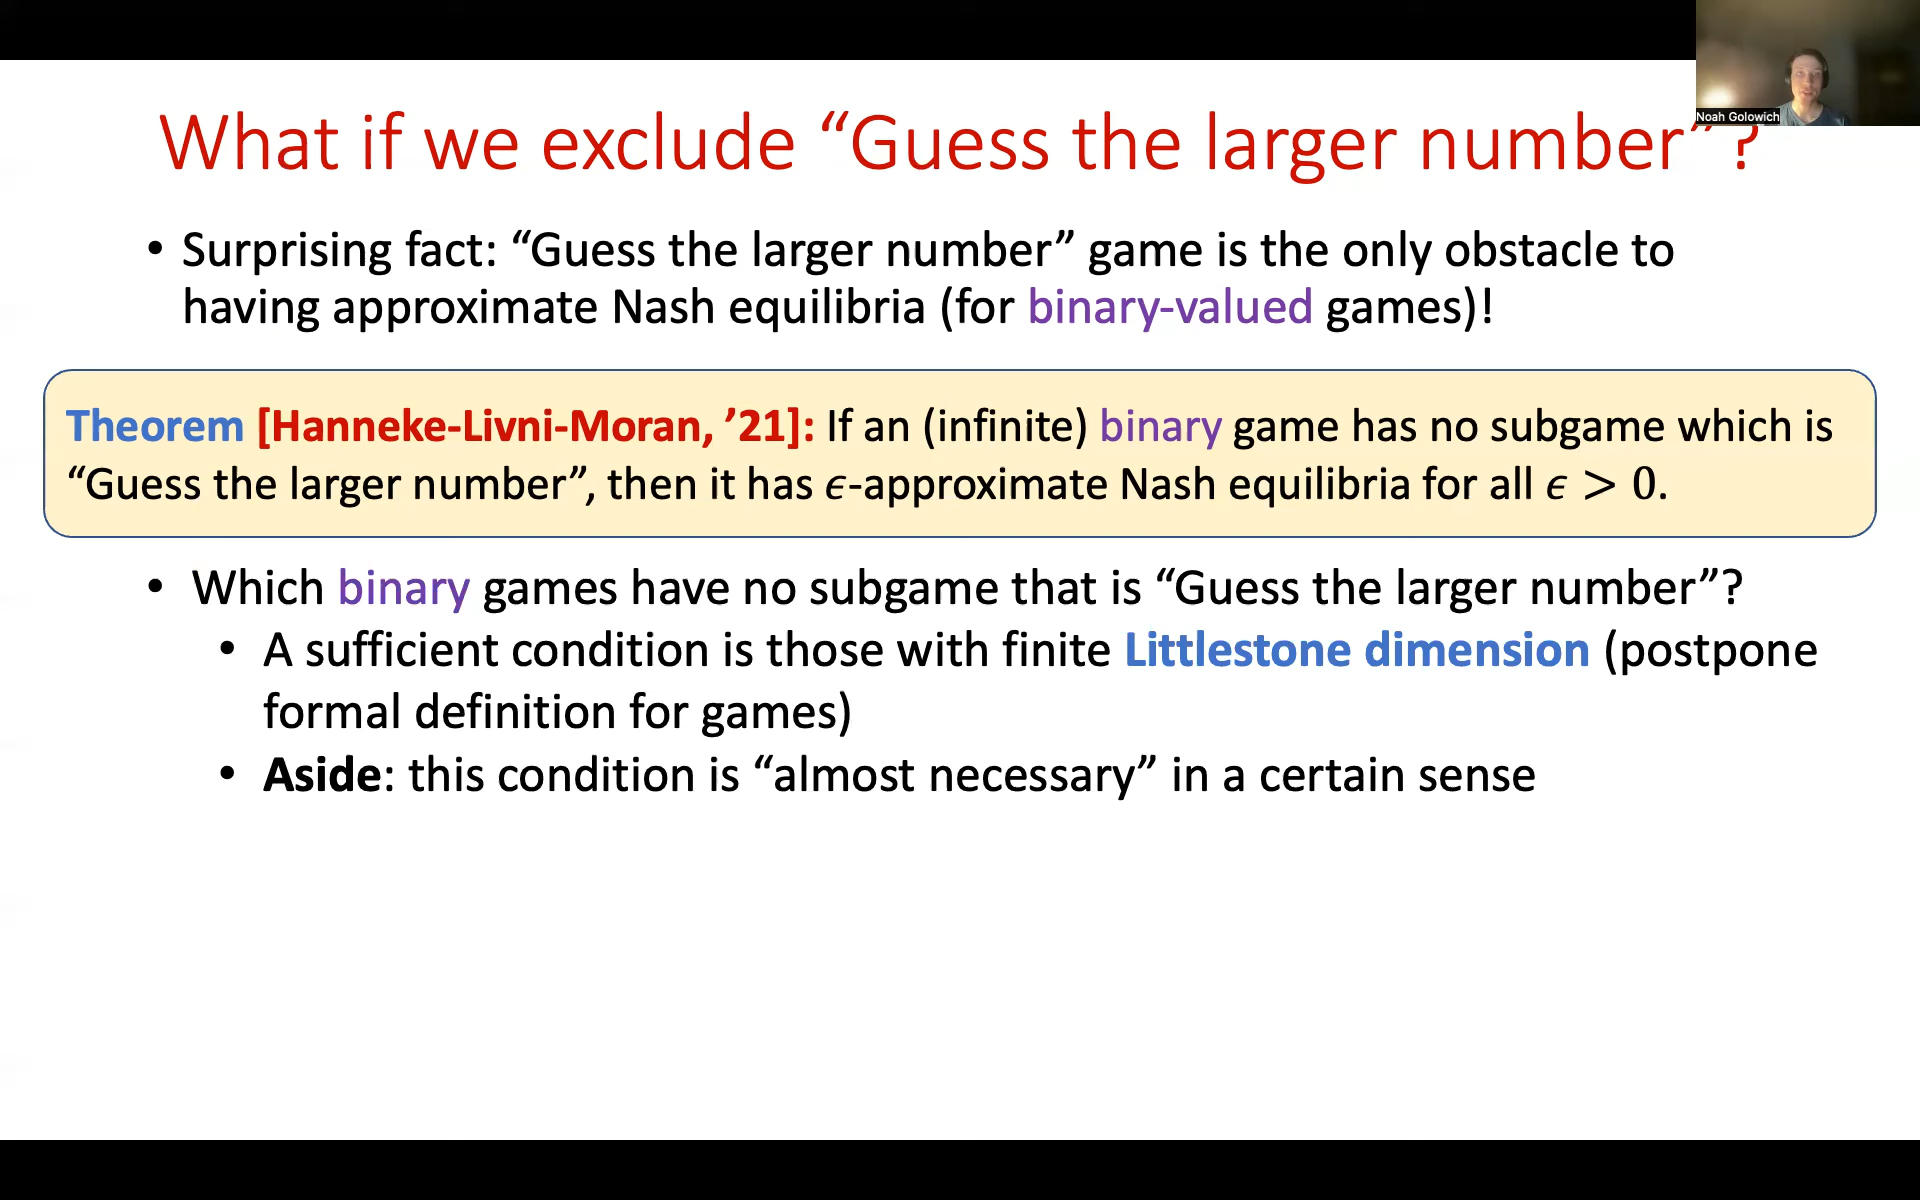 Noah Golowich
What if we exclude “Guess the larger number”?
• Surprising fact: “Guess the larger number” game is the only obstacle to
having approximate Nash equilibria (for binary-valued games)!
Theorem [Hanneke-Livni-Moran, ’21]: If an (infinite) binary game has no subgame which is
“Guess the larger number”, then it has ϵ-approximate Nash equilibria for all ϵ > 0.
• Which binary games have no subgame that is “Guess the larger number”?
• A sufficient condition is those with finite Littlestone dimension (postpone
formal definition for games)
• Aside: this condition is “almost necessary” in a certain sense